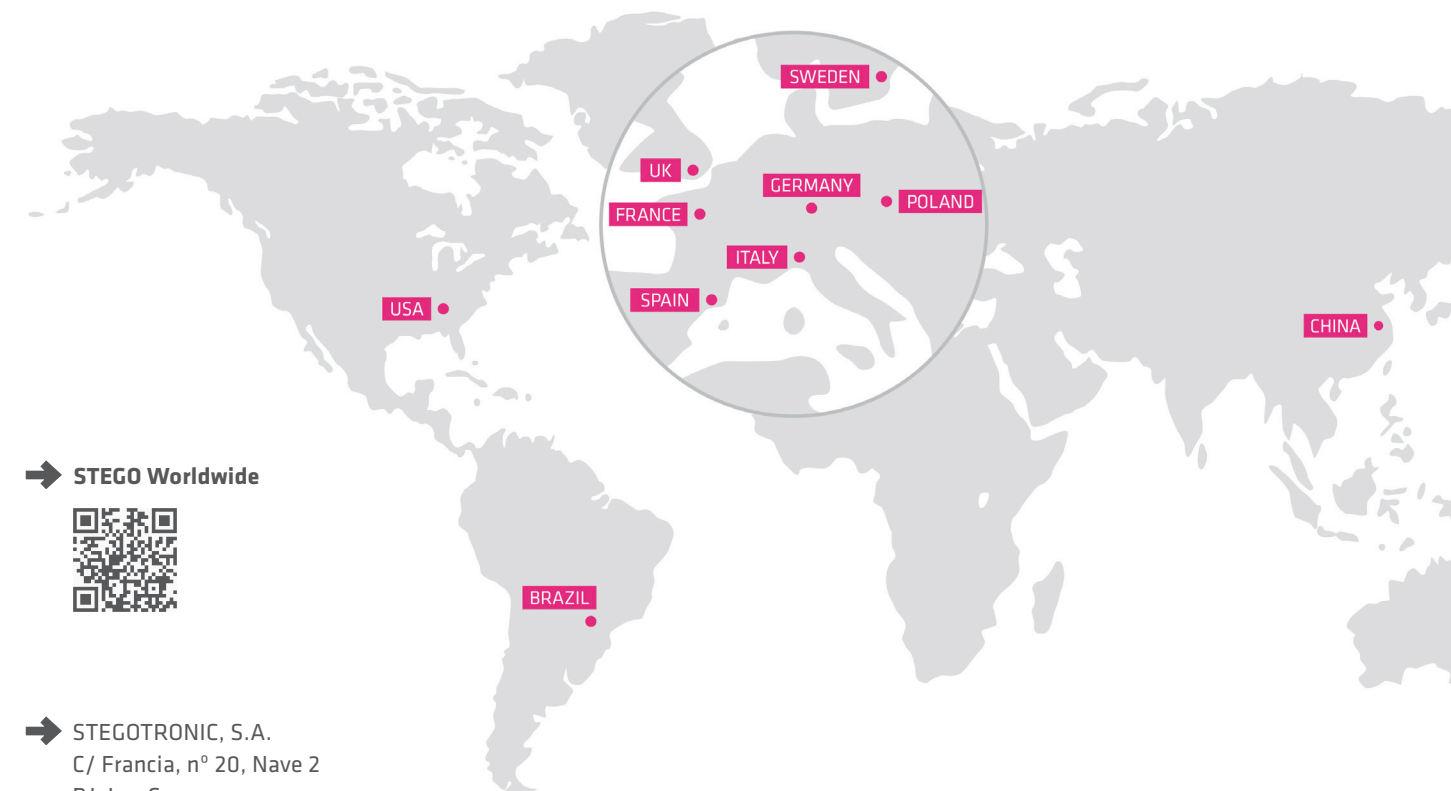 SWEDEN
UK
GERMANY
POLAND
FRANCE
ITALY
SPAIN
USA
CHINA
STEGO Worldwide
BRAZIL
STEGOTRONIC, S.A.
C/ Francia, nº 20, Nave 2